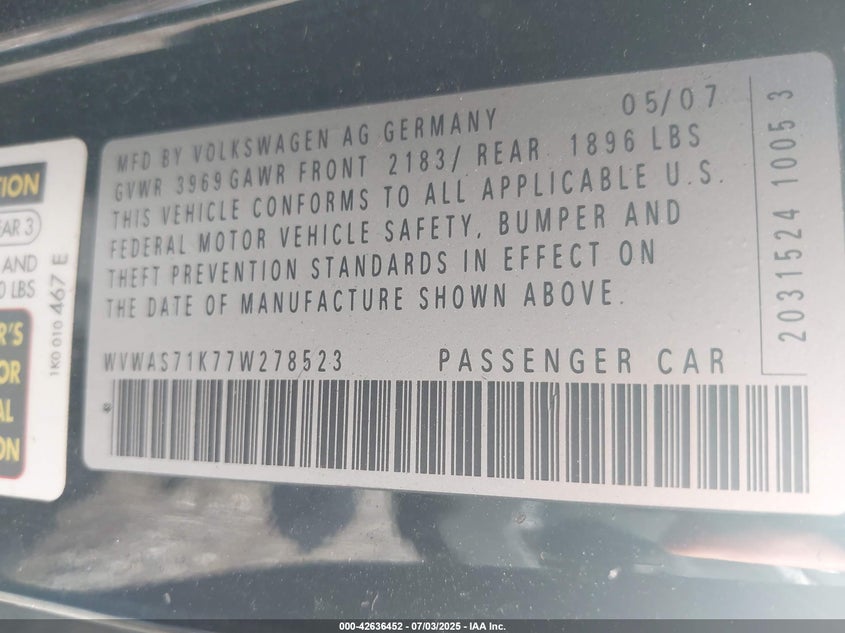 05/07
MFD BY VOLKSWAGEN AG GERMANY
GVWR 3969 GAWR FRONT 2183/ REAR 1896 LBS
THIS VEHICLE CONFORMS TO ALL APPLICABLE U.S.
FEDERAL MOTOR VEHICLE SAFETY, BUMPER AND
THEFT PREVENTION STANDARDS IN EFFECT ON
THE DATE OF MANUFACTURE SHOWN ABOVE.
WVWAS71K77W278523 PASSENGER CAR
2031524 1005 3
1K0 010 467 E
AND
LBS
000-42636452 - 07/03/2025 - IAA Inc.